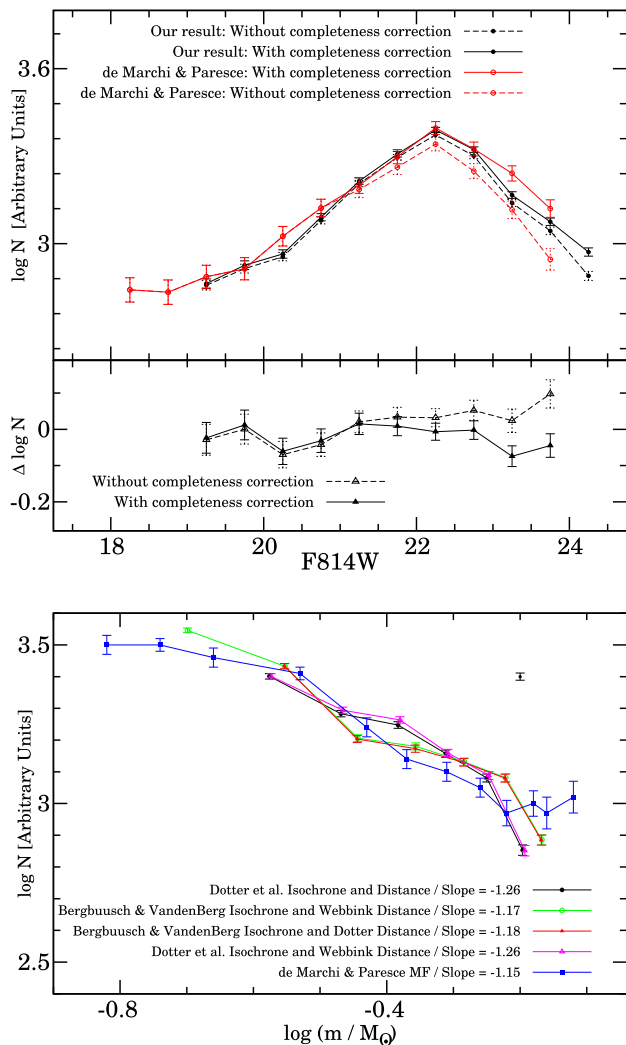 Our result: Without completeness correction
Our result: With completeness correction
de Marchi & Paresce: With completeness correction
de Marchi & Paresce: Without completeness correction
3.6
3
log N [Arbitrary Units]
0
-0.2
Δ log N
Without completeness correction
With completeness correction
18 20 22 24
F814W
3.5
3.0
2.5
log N [Arbitrary Units]
Dotter et al. Isochrone and Distance / Slope = -1.26
Bergbuusch & VandenBerg Isochrone and Webbink Distance / Slope = -1.17
Bergbuusch & VandenBerg Isochrone and Dotter Distance / Slope = -1.18
Dotter et al. Isochrone and Webbink Distance / Slope = -1.26
de Marchi & Paresce MF / Slope = -1.15
-0.8 -0.4
log (m / M⊙)